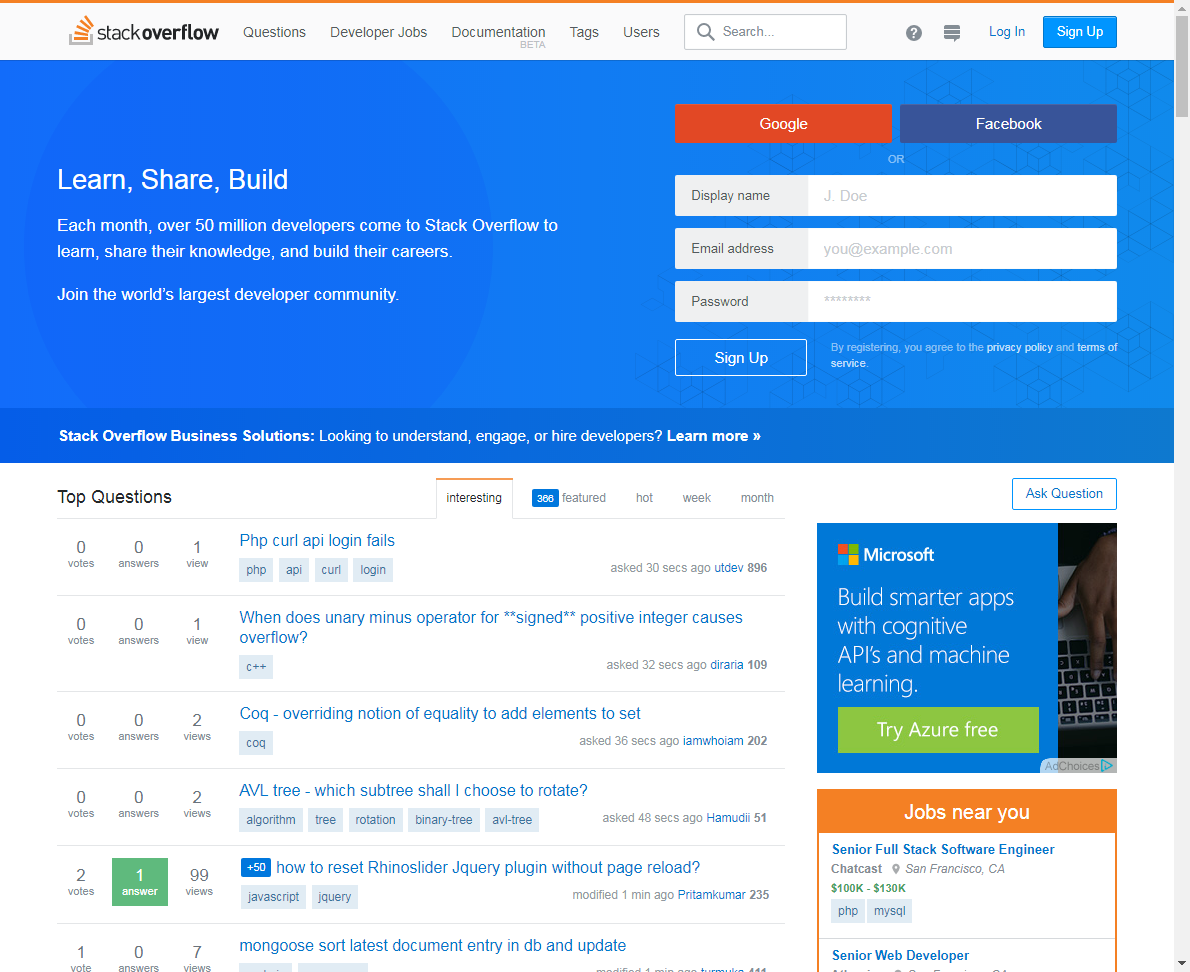 stackoverflow
Questions
Developer Jobs
Documentation
BETA
Tags
Users
Search...
?
Log In
Sign Up
Learn, Share, Build
Each month, over 50 million developers come to Stack Overflow to
learn, share their knowledge, and build their careers.
Join the world’s largest developer community.
Google
Facebook
OR
Display name
J. Doe
Email address
you@example.com
Password
********
Sign Up
By registering, you agree to the privacy policy and terms of
service.
Stack Overflow Business Solutions: Looking to understand, engage, or hire developers? Learn more »
Top Questions
interesting
366 featured
hot
week
month
Ask Question
0 votes
0 answers
1 view
Php curl api login fails
php api curl login
asked 30 secs ago utdev 896
0 votes
0 answers
1 view
When does unary minus operator for **signed** positive integer causes
overflow?
c++
asked 32 secs ago diraria 109
0 votes
0 answers
2 views
Coq - overriding notion of equality to add elements to set
coq
asked 36 secs ago iamwhoiam 202
0 votes
0 answers
2 views
AVL tree - which subtree shall I choose to rotate?
algorithm tree rotation binary-tree avl-tree
asked 48 secs ago Hamudii 51
2 votes
1 answer
99 views
+50 how to reset Rhinoslider Jquery plugin without page reload?
javascript jquery
modified 1 min ago Pritamkumar 235
1 vote
0 answers
7 views
mongoose sort latest document entry in db and update
modified 1 min ago
Microsoft
Build smarter apps
with cognitive
API’s and machine
learning.
Try Azure free
AdChoices
Jobs near you
Senior Full Stack Software Engineer
Chatcast San Francisco, CA
$100K - $130K
php mysql
Senior Web Developer
San Francisco, CA